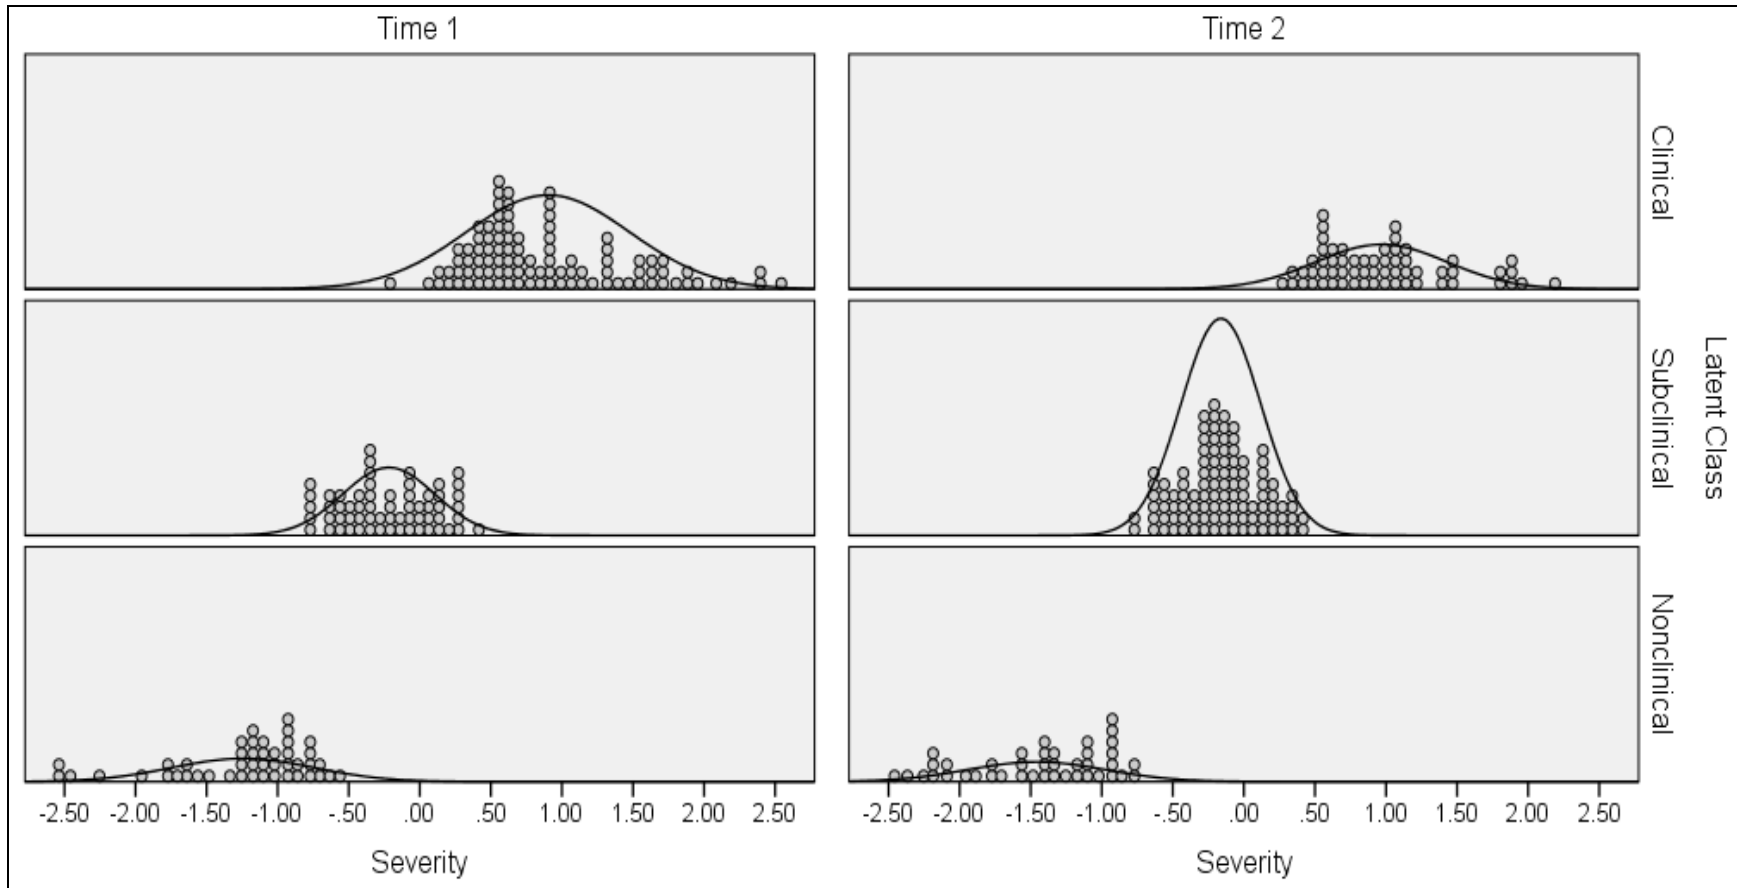 Time 1
Time 2
Clinical
Subclinical
Nonclinical
Latent Class
-2.50 -2.00 -1.50 -1.00 -.50 .00 .50 1.00 1.50 2.00 2.50
-2.50 -2.00 -1.50 -1.00 -.50 .00 .50 1.00 1.50 2.00 2.50
Severity
Severity